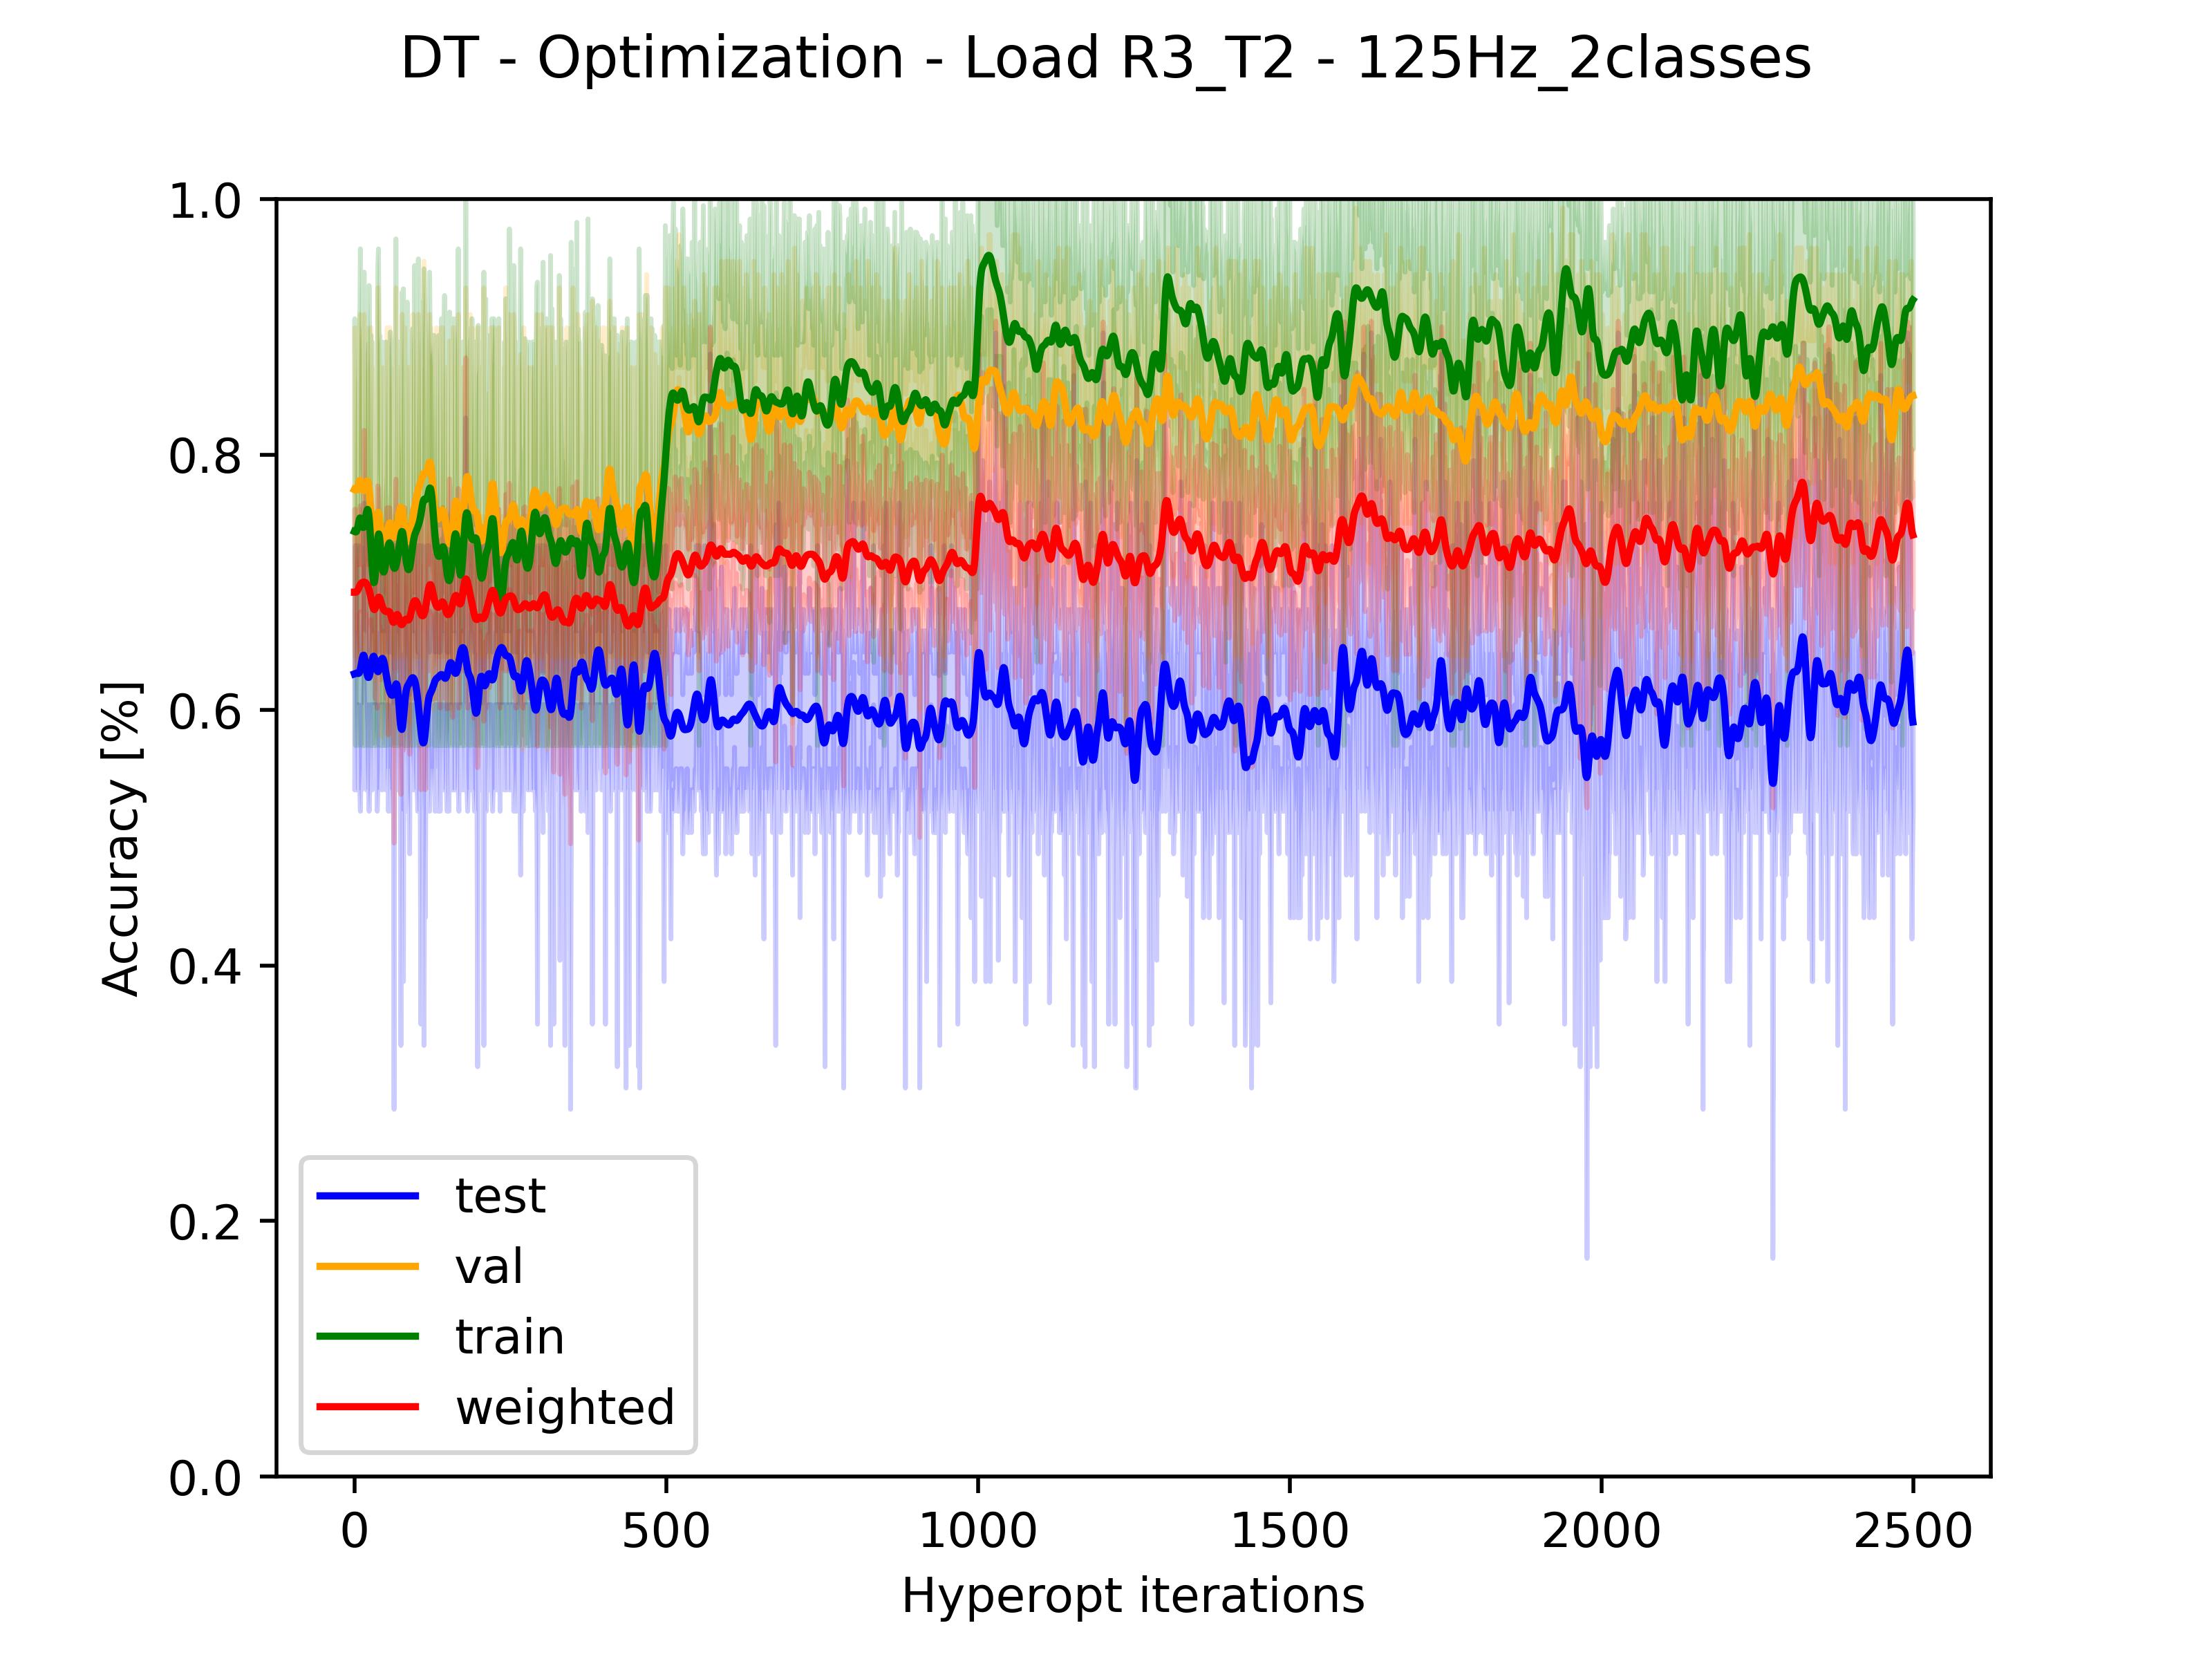 DT - Optimization - Load R3_T2 - 125Hz_2classes
1.0
0.8
0.6
0.4
0.2
0.0
Accuracy [%]
test
val
train
weighted
0 500 1000 1500 2000 2500
Hyperopt iterations